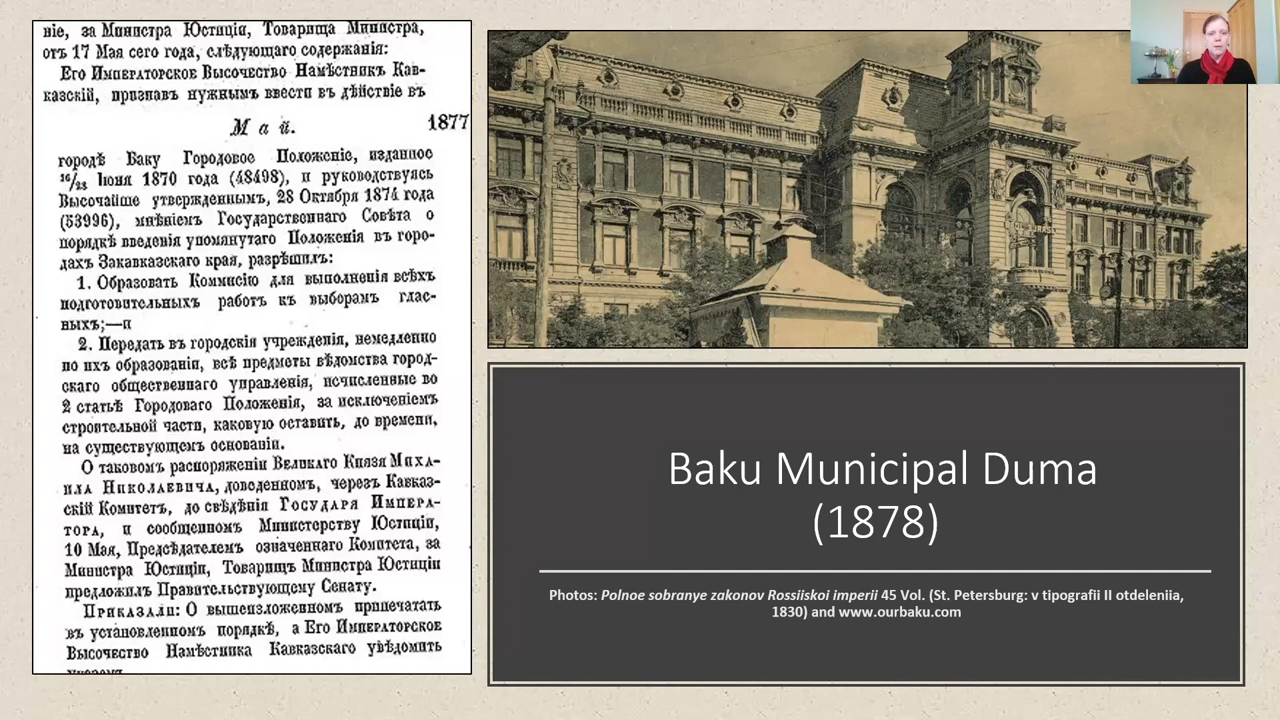 ніе, за Министра Юстиціи, Товарища Министра,
отъ 17 Мая сего года, слѣдующаго содержанія:
Его Императорское Высочество Намѣстникъ Кав-
казскій, признавъ нужнымъ ввести въ дѣйствіе въ
Май.
1877
городѣ Баку Городовое Положеніе, изданное
16/28 Іюня 1870 года (48498), и руководствуясь
Высочайше утвержденнымъ, 28 Октября 1874 года
(53996), мнѣніемъ Государственнаго Совѣта о
порядкѣ введенія упомянутаго Положенія въ горо-
дахъ Закавказскаго края, разрѣшилъ:
1. Образовать Коммисію для выполненія всѣхъ
подготовительныхъ работъ къ выборамъ глас-
ныхъ;—и
2. Передать въ городскія учрежденія, немедленно
по ихъ образованіи, всѣ предметы вѣдомства город-
скаго общественнаго управленія, исчисленные во
2 статьѣ Городоваго Положенія, за исключеніемъ
строительной части, каковую оставить, до времени,
на существующемъ основаніи.
О таковомъ распоряженіи Великаго Князя Миха-
ила Николаевича, доведенномъ, чрезъ Кавказ-
скій Комитетъ, до свѣдѣнія Государя Импера-
тора, и сообщенномъ Министерству Юстиціи,
10 Мая, Предсѣдателемъ означеннаго Комитета, за
Министра Юстиціи, Товарищъ Министра Юстиціи
предложилъ Правительствующему Сенату.
Приказали: О вышеизложенномъ припечатать
въ установленномъ порядкѣ, а Его Императорское
Высочество Намѣстника Кавказскаго увѣдомить
Baku Municipal Duma
(1878)
Photos: Polnoe sobranye zakonov Rossiiskoi imperii 45 Vol. (St. Petersburg: v tipografii II otdeleniia,
1830) and www.ourbaku.com